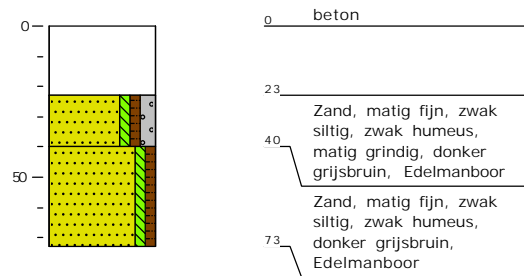 0
50
0
beton
23
Zand, matig fijn, zwak
siltig, zwak humeus,
40
matig grindig, donker
grijsbruin, Edelmanboor
Zand, matig fijn, zwak
siltig, zwak humeus,
73
donker grijsbruin,
Edelmanboor